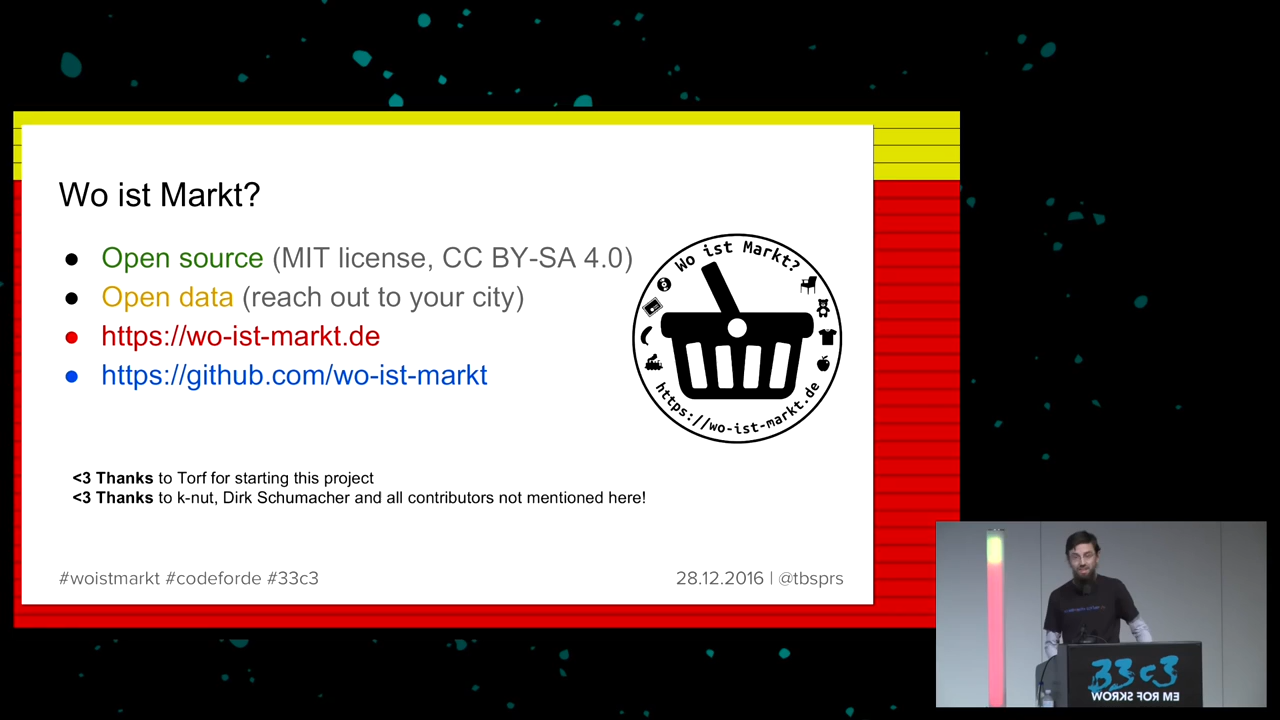 Wo ist Markt?
● Open source (MIT license, CC BY-SA 4.0)
● Open data (reach out to your city)
● https://wo-ist-markt.de
● https://github.com/wo-ist-markt
Wo ist Markt?
https://wo-ist-markt.de
<3 Thanks to Torf for starting this project
<3 Thanks to k-nut, Dirk Schumacher and all contributors not mentioned here!
#woistmarkt #codeforde #33c3
28.12.2016 | @tbsprs
33c3
WORKS FOR ME